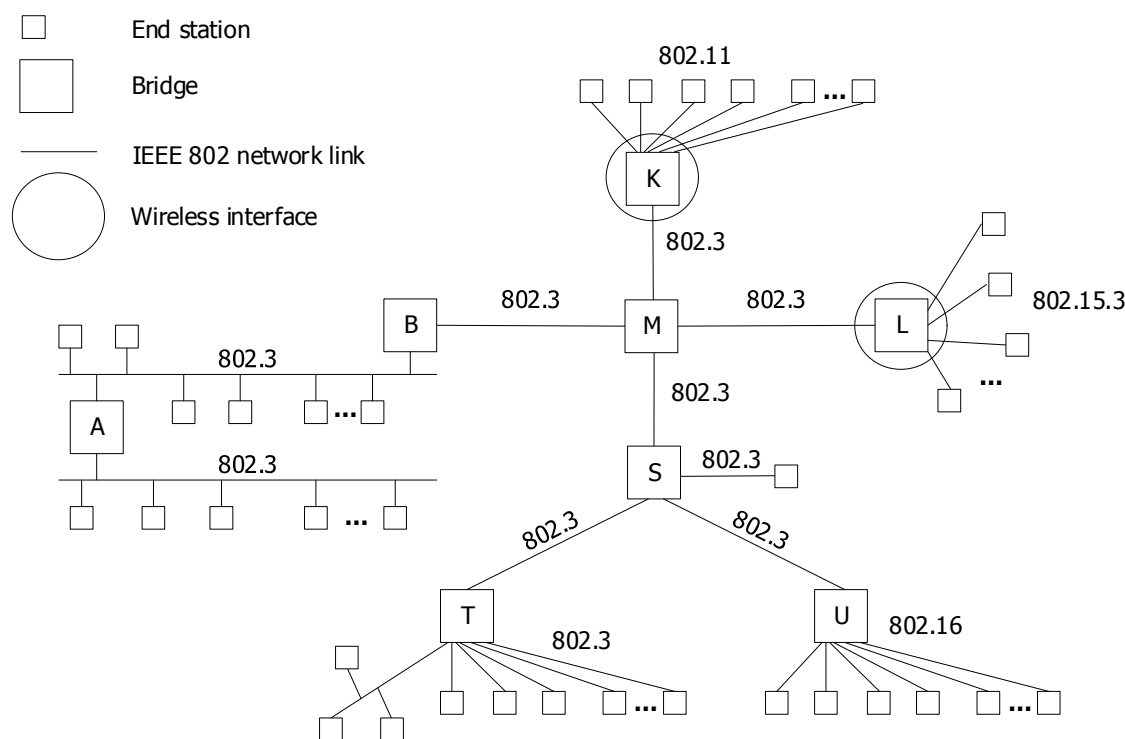 End station
Bridge
IEEE 802 network link
Wireless interface
802.11
...
K
802.3
802.3
802.3
B
M
L
802.15.3
...
802.3
...
A
802.3
802.3
...
S
802.3
802.3
802.3
T
802.3
U
802.16
...
...